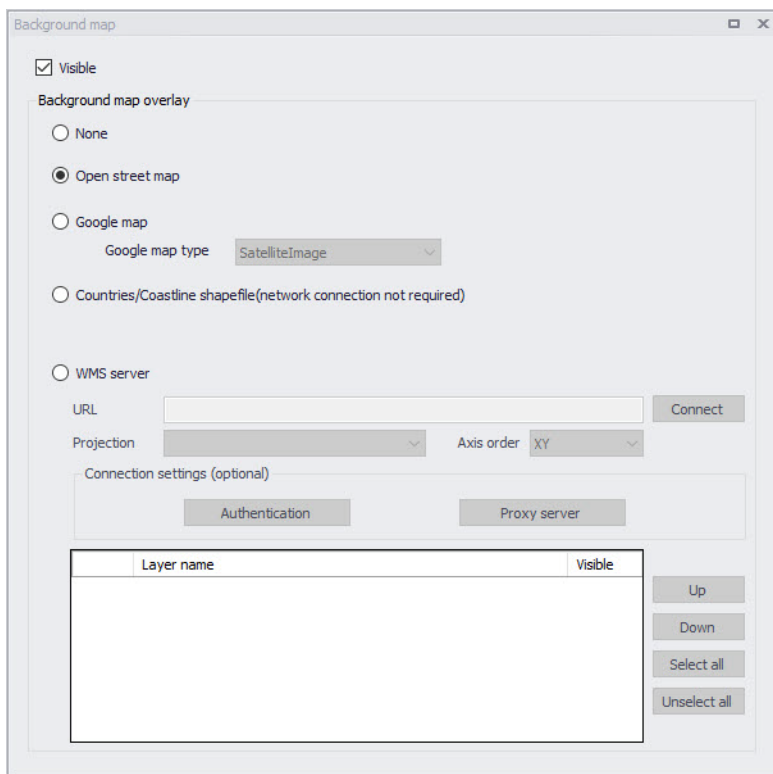 Background map
Visible
Background map overlay
None
Open street map
Google map
Google map type SatelliteImage
Countries/Coastline shapefile(network connection not required)
WMS server
URL Connect
Projection Axis order XY
Connection settings (optional)
Authentication Proxy server
Layer name Visible
Up
Down
Select all
Unselect all